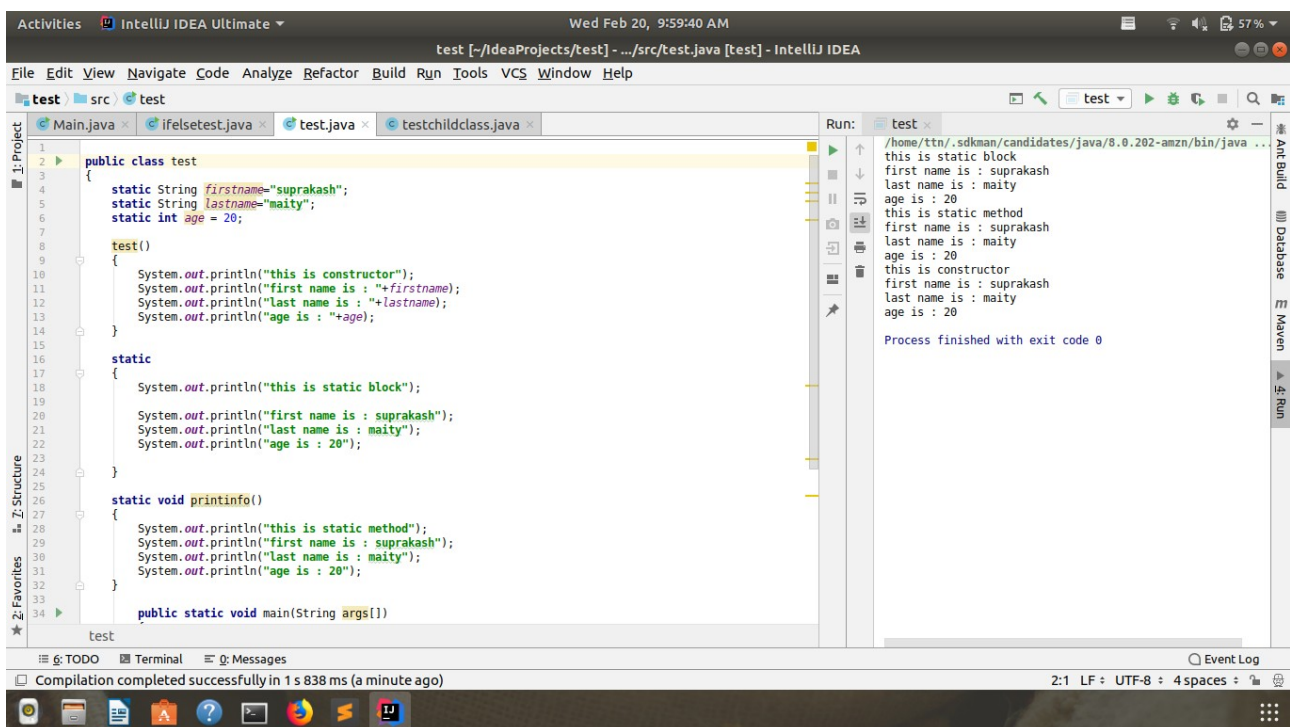 Activities IntelliJ IDEA Ultimate Wed Feb 20, 9:59:40 AM 57 %
test [~/IdeaProjects/test] - .../src/test.java [test] - IntelliJ IDEA
File Edit View Navigate Code Analyze Refactor Build Run Tools VCS Window Help
test src test test
Main.java ifelsetest.java test.java testchildclass.java
1
2 public class test
3 {
4 static String firstname="suprakash";
5 static String lastname="maity";
6 static int age = 20;
7
8 test()
9 {
10 System.out.println("this is constructor");
11 System.out.println("first name is : "+firstname);
12 System.out.println("last name is : "+lastname);
13 System.out.println("age is : "+age);
14 }
15
16 static
17 {
18 System.out.println("this is static block");
19
20 System.out.println("first name is : suprakash");
21 System.out.println("last name is : maity");
22 System.out.println("age is : 20");
23
24 }
25
26 static void printinfo()
27 {
28 System.out.println("this is static method");
29 System.out.println("first name is : suprakash");
30 System.out.println("last name is : maity");
31 System.out.println("age is : 20");
32 }
33
34 public static void main(String args[])
test
Run: test
/home/ttn/.sdkman/candidates/java/8.0.202-amzn/bin/java ...
this is static block
first name is : suprakash
last name is : maity
age is : 20
this is static method
first name is : suprakash
last name is : maity
age is : 20
this is constructor
first name is : suprakash
last name is : maity
age is : 20
Process finished with exit code 0
1: Project
7: Structure
2: Favorites
Ant Build
Database
m Maven
4: Run
6: TODO Terminal 0: Messages Event Log
Compilation completed successfully in 1 s 838 ms (a minute ago) 2:1 LF UTF-8 4 spaces